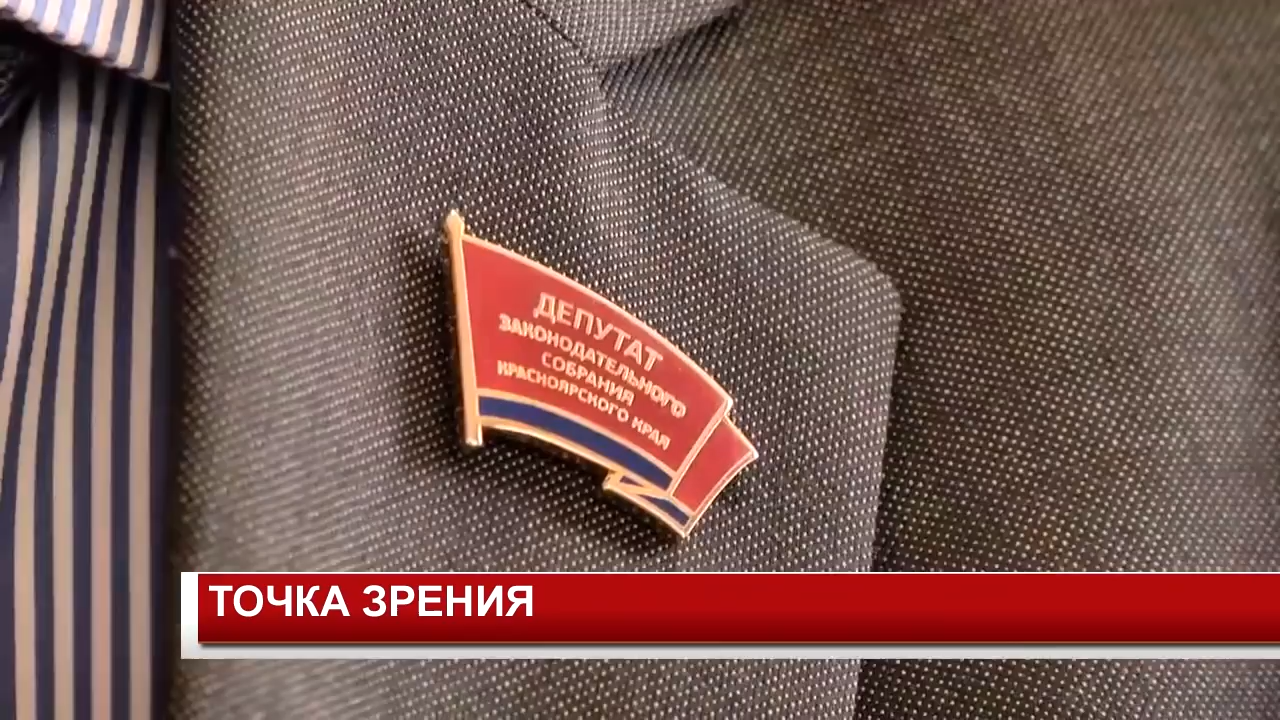 ДЕПУТАТ
ЗАКОНОДАТЕЛЬНОГО
СОБРАНИЯ
КРАСНОЯРСКОГО КРАЯ
ТОЧКА ЗРЕНИЯ